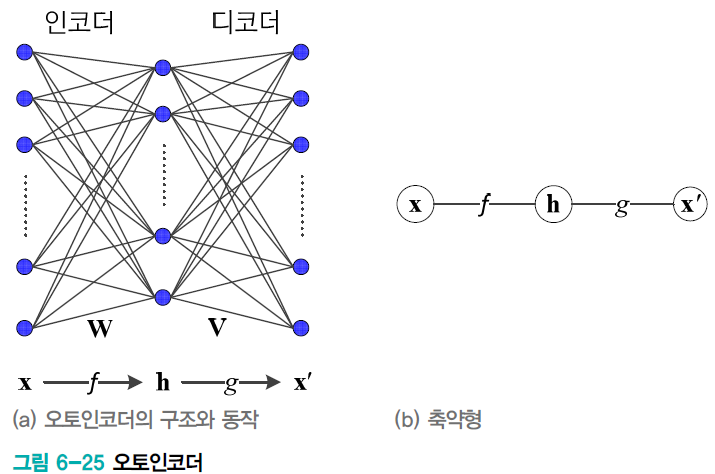 인코더 디코더
x f h g x′
W V
x f h g x′
(a) 오토인코더의 구조와 동작 (b) 축약형
그림 6-25 오토인코더